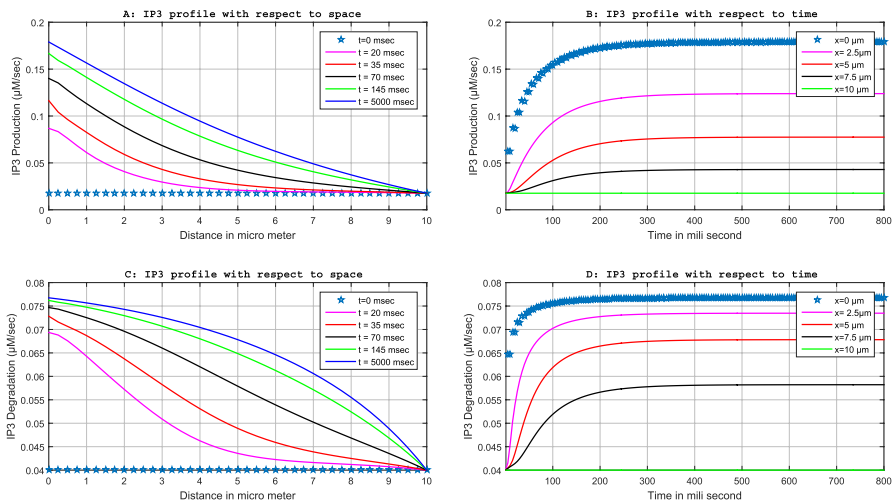 A: IP3 profile with respect to space
IP3 Production (μM/sec)
0.2
0.15
0.1
0.05
0
0 1 2 3 4 5 6 7 8 9 10
Distance in micro meter
t=0 msec
t = 20 msec
t = 35 msec
t = 70 msec
t = 145 msec
t = 5000 msec
B: IP3 profile with respect to time
IP3 Production (μM/sec)
0.2
0.15
0.1
0.05
0
100 200 300 400 500 600 700 800
Time in mili second
x=0 μm
x= 2.5μm
x=5 μm
x=7.5 μm
x=10 μm
C: IP3 profile with respect to space
IP3 Degradation (μM/sec)
0.08
0.075
0.07
0.065
0.06
0.055
0.05
0.045
0.04
0 1 2 3 4 5 6 7 8 9 10
Distance in micro meter
t=0 msec
t = 20 msec
t = 35 msec
t = 70 msec
t = 145 msec
t = 5000 msec
D: IP3 profile with respect to time
IP3 Degradation (μM/sec)
0.08
0.075
0.07
0.065
0.06
0.055
0.05
0.045
0.04
100 200 300 400 500 600 700 800
Time in mili second
x=0 μm
x= 2.5μm
x=5 μm
x=7.5 μm
x=10 μm